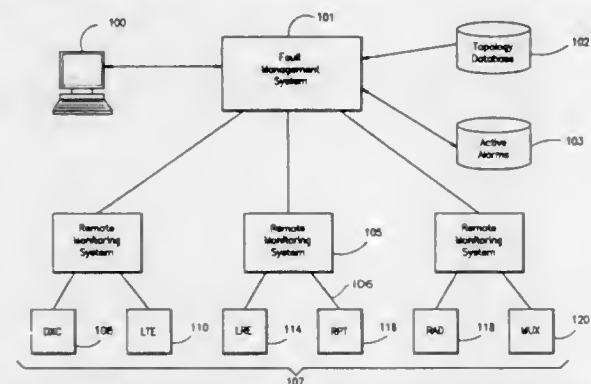 100
101
Fault
Management
System
Topology
Database
102
Active
Alarms
103
Remote
Monitoring
System
Remote
Monitoring
System
105
Remote
Monitoring
System
106
DXC
108
LTE
110
LRE
114
RPT
116
RAD
118
MUX
120
107